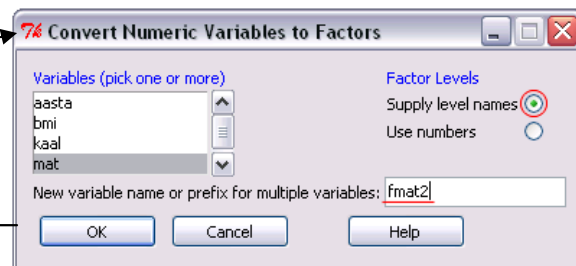 Convert Numeric Variables to Factors
Variables (pick one or more)
aasta
bmi
kaal
mat
Factor Levels
Supply level names
Use numbers
New variable name or prefix for multiple variables: fmat2
OK Cancel Help